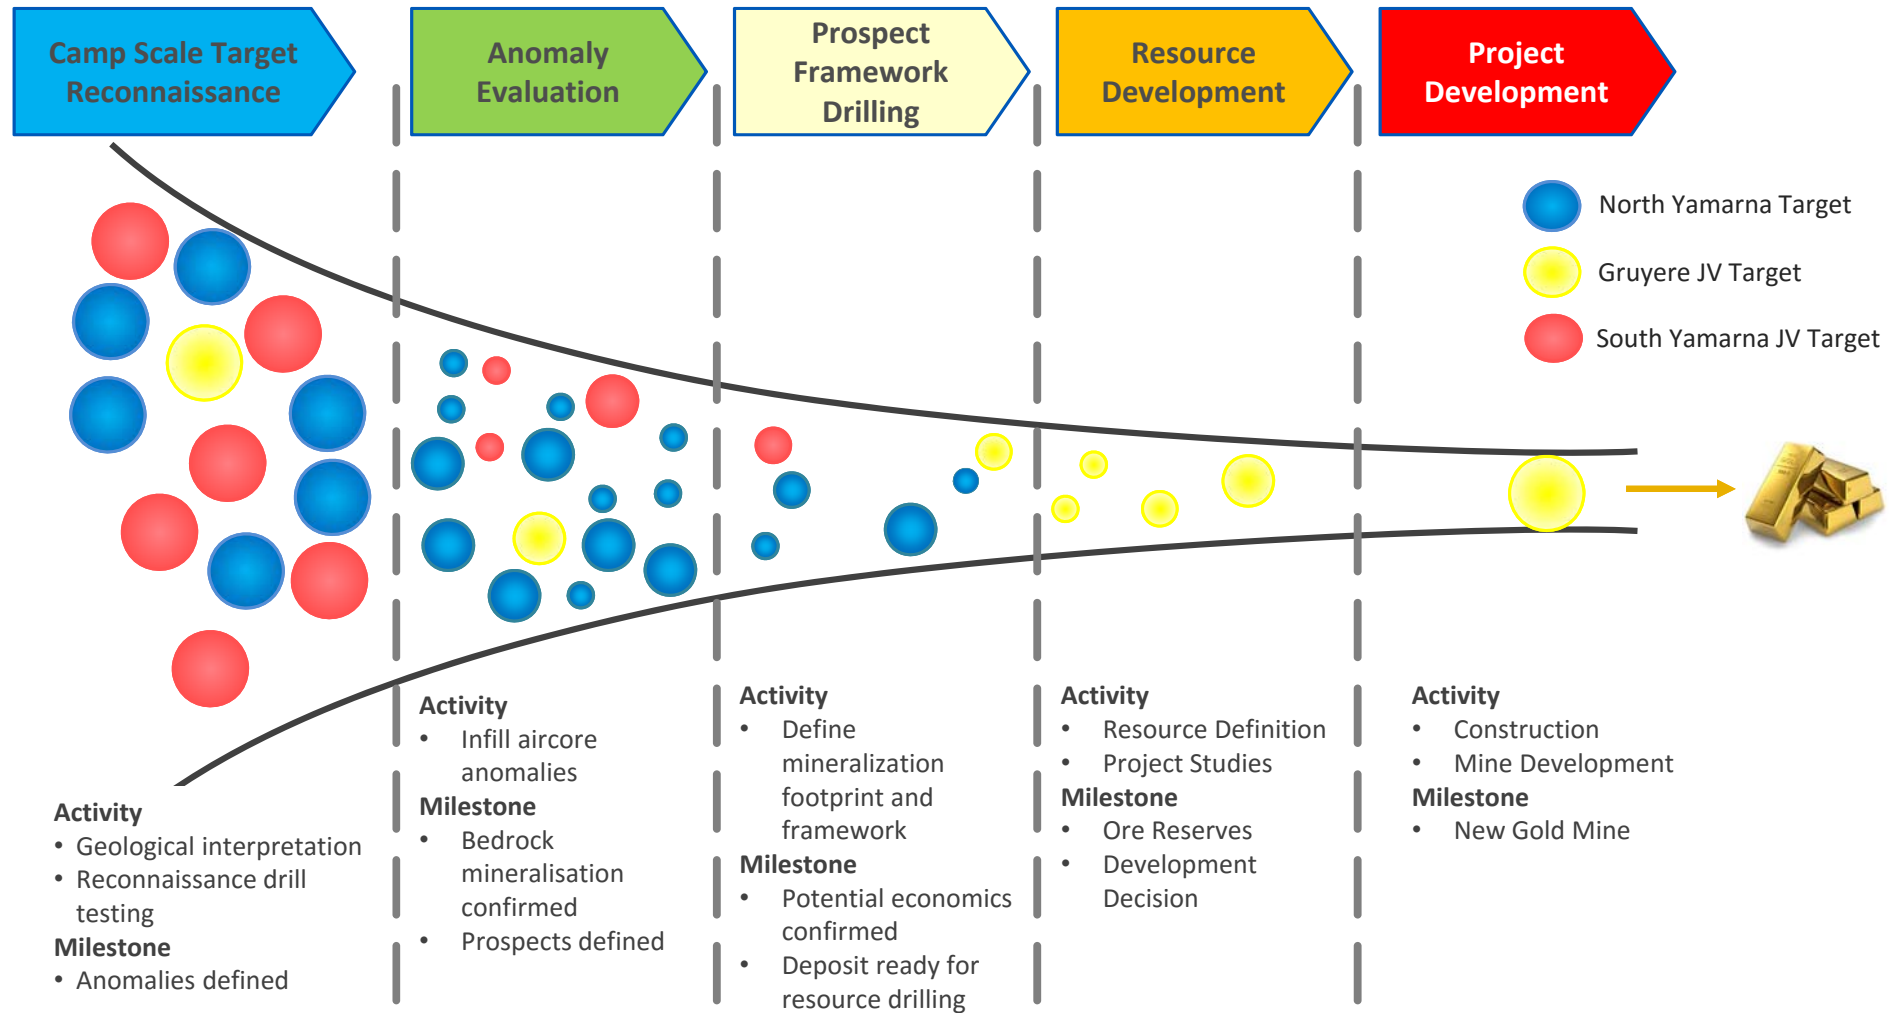 Camp Scale Target
Reconnaissance
Anomaly
Evaluation
Prospect
Framework
Drilling
Resource
Development
Project
Development
North Yamarna Target
Gruyere JV Target
South Yamarna JV Target
Activity
• Geological interpretation
• Reconnaissance drill
testing
Milestone
• Anomalies defined
Activity
• Infill aircore
anomalies
Milestone
• Bedrock
mineralisation
confirmed
• Prospects defined
Activity
• Define
mineralization
footprint and
framework
Milestone
• Potential economics
confirmed
• Deposit ready for
resource drilling
Activity
• Resource Definition
• Project Studies
Milestone
• Ore Reserves
• Development
Decision
Activity
• Construction
• Mine Development
Milestone
• New Gold Mine